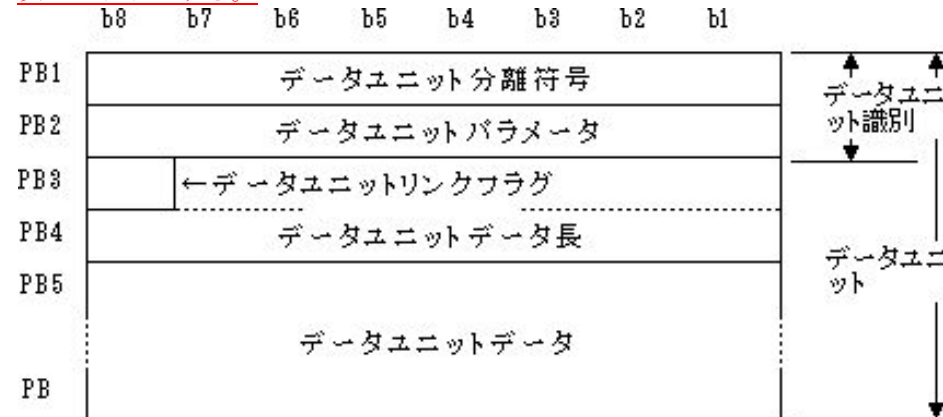 b8 b7 b6 b5 b4 b3 b2 b1
PB1 データユニット分離符号
PB2 データユニットパラメータ
PB3 ←データユニットリンクフラグ
PB4 データユニットデータ長
PB5
データユニットデータ
PB
データユニ
ット識別
データユニ
ット